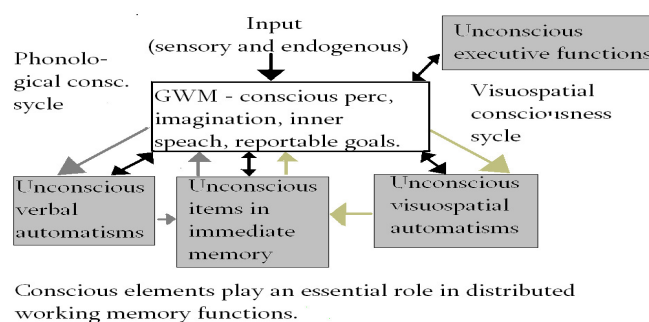 Input
(sensory and endogenous)
Unconscious
executive functions
Phonolo-
gical consc.
sycle
GWM - conscious perc,
imagination, inner
speach, reportable goals.
Visuospatial
consciousness
sycle
Unconscious
verbal
automatisms
Unconscious
items in
immediate
memory
Unconscious
visuospatial
automatisms
Conscious elements play an essential role in distributed
working memory functions.